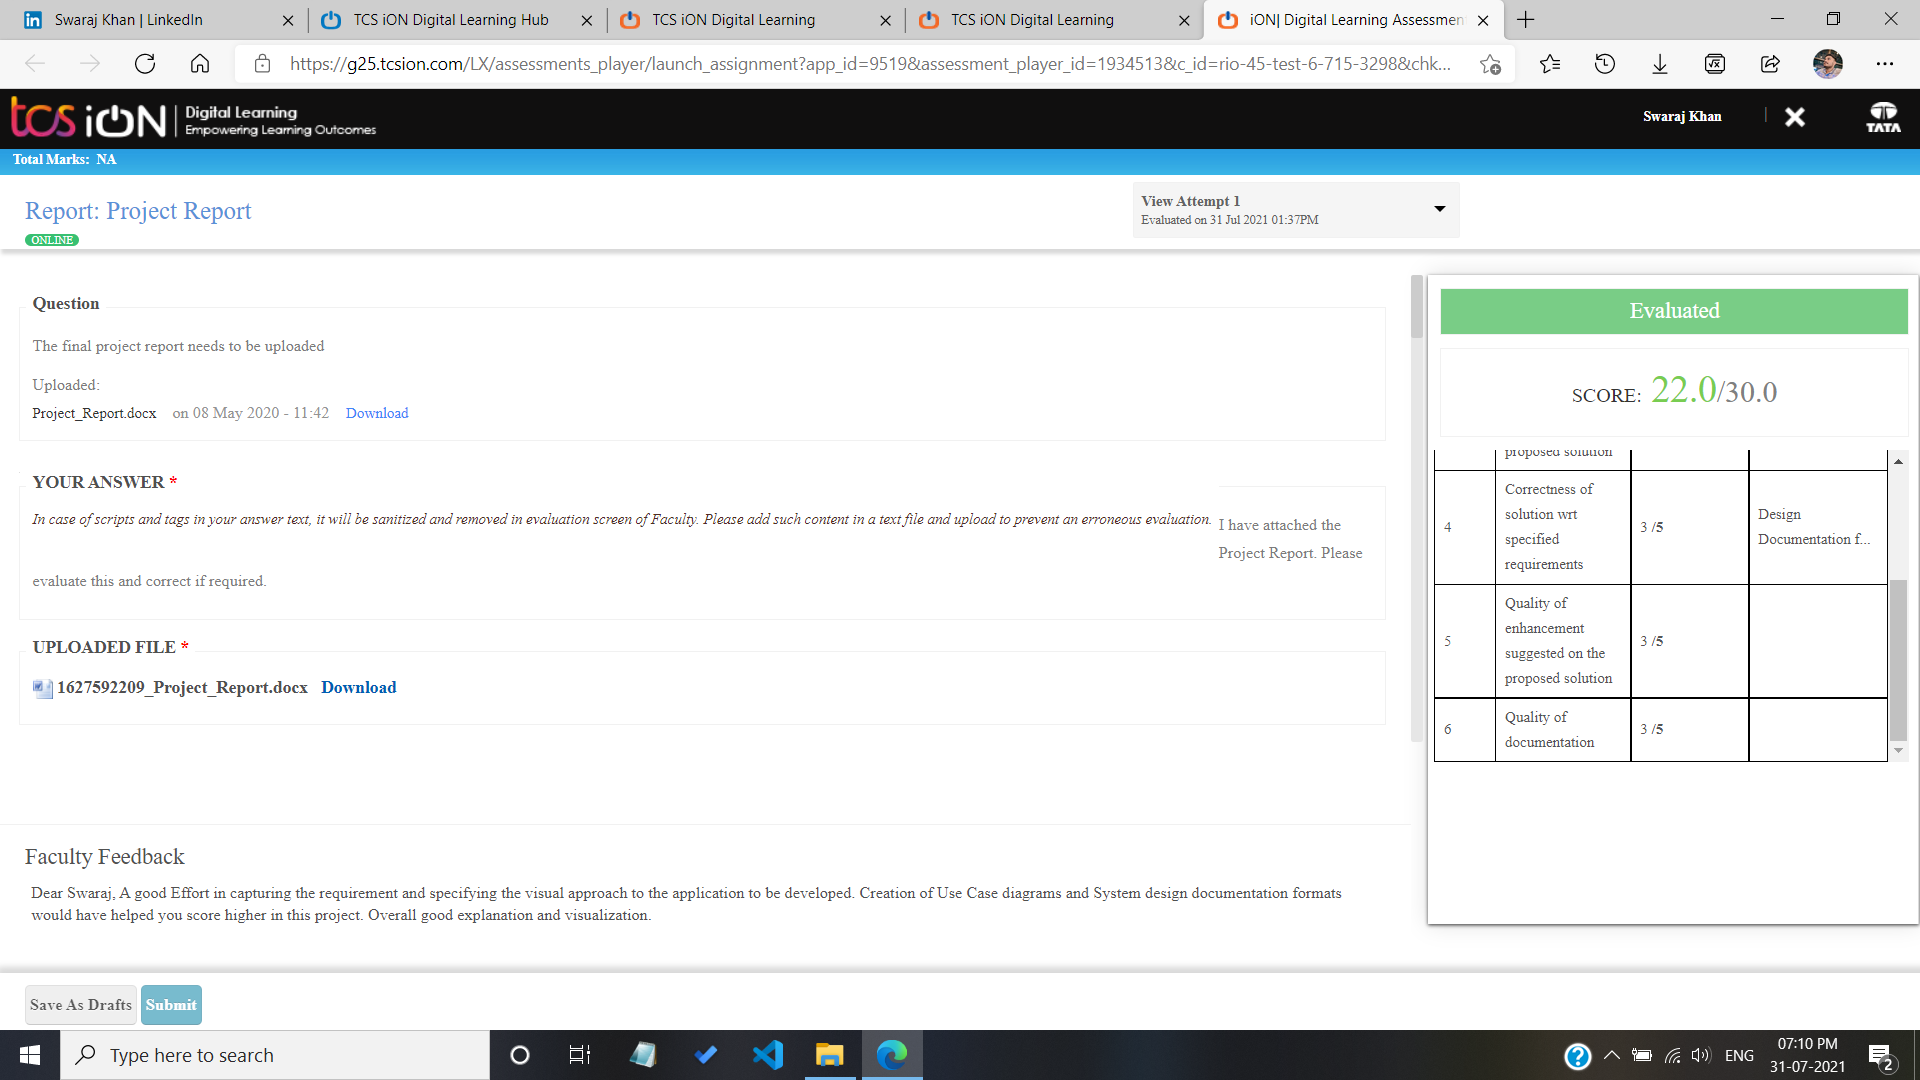 Swaraj Khan | LinkedIn
TCS iON Digital Learning Hub
TCS iON Digital Learning
TCS iON Digital Learning
iON| Digital Learning Assessmen
https://g25.tcsion.com/LX/assessments_player/launch_assignment?app_id=9519&assessment_player_id=1934513&c_id=rio-45-test-6-715-3298&chk...
tcs iON
Digital Learning
Empowering Learning Outcomes
Swaraj Khan
TATA
Total Marks: NA
Report: Project Report
ONLINE
View Attempt 1
Evaluated on 31 Jul 2021 01:37PM
Question
The final project report needs to be uploaded
Uploaded:
Project_Report.docx on 08 May 2020 - 11:42 Download
YOUR ANSWER *
In case of scripts and tags in your answer text, it will be sanitized and removed in evaluation screen of Faculty. Please add such content in a text file and upload to prevent an erroneous evaluation.
I have attached the
Project Report. Please
evaluate this and correct if required.
UPLOADED FILE *
1627592209_Project_Report.docx Download
Evaluated
SCORE: 22.0/30.0
proposed solution
4
Correctness of
solution wrt
specified
requirements
3 /5
Design
Documentation f...
5
Quality of
enhancement
suggested on the
proposed solution
3 /5
6
Quality of
documentation
3 /5
Faculty Feedback
Dear Swaraj, A good Effort in capturing the requirement and specifying the visual approach to the application to be developed. Creation of Use Case diagrams and System design documentation formats
would have helped you score higher in this project. Overall good explanation and visualization.
Save As Drafts
Submit
Type here to search
ENG
07:10 PM
31-07-2021
2